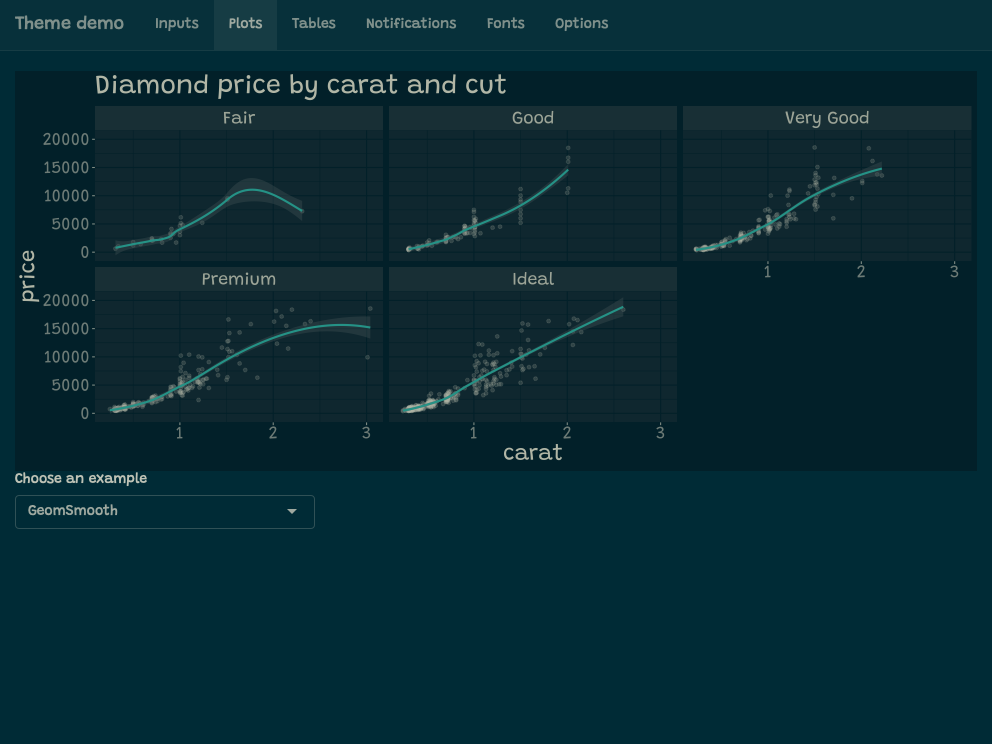 Theme demo Inputs Plots Tables Notifications Fonts Options
Diamond price by carat and cut
Fair Good Very Good
20000
15000
10000
5000
0
1 2 3
price
Premium Ideal
20000
15000
10000
5000
0
1 2 3 1 2 3
carat
Choose an example
GeomSmooth